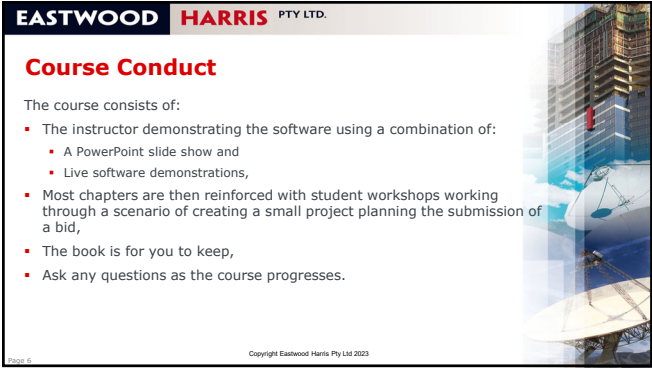 EASTWOOD HARRIS PTY LTD.
Course Conduct
The course consists of:
▪ The instructor demonstrating the software using a combination of:
▪ A PowerPoint slide show and
▪ Live software demonstrations,
▪ Most chapters are then reinforced with student workshops working
through a scenario of creating a small project planning the submission of
a bid,
▪ The book is for you to keep,
▪ Ask any questions as the course progresses.
Page 6
Copyright Eastwood Harris Pty Ltd 2023